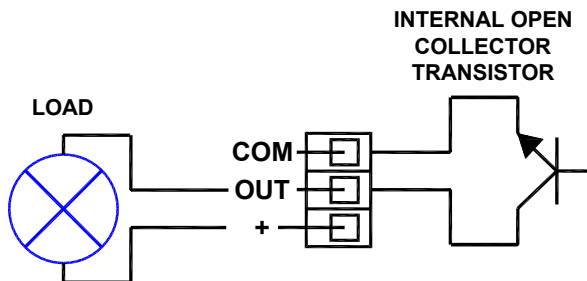 INTERNAL OPEN
COLLECTOR
TRANSISTOR
LOAD
COM
OUT
+